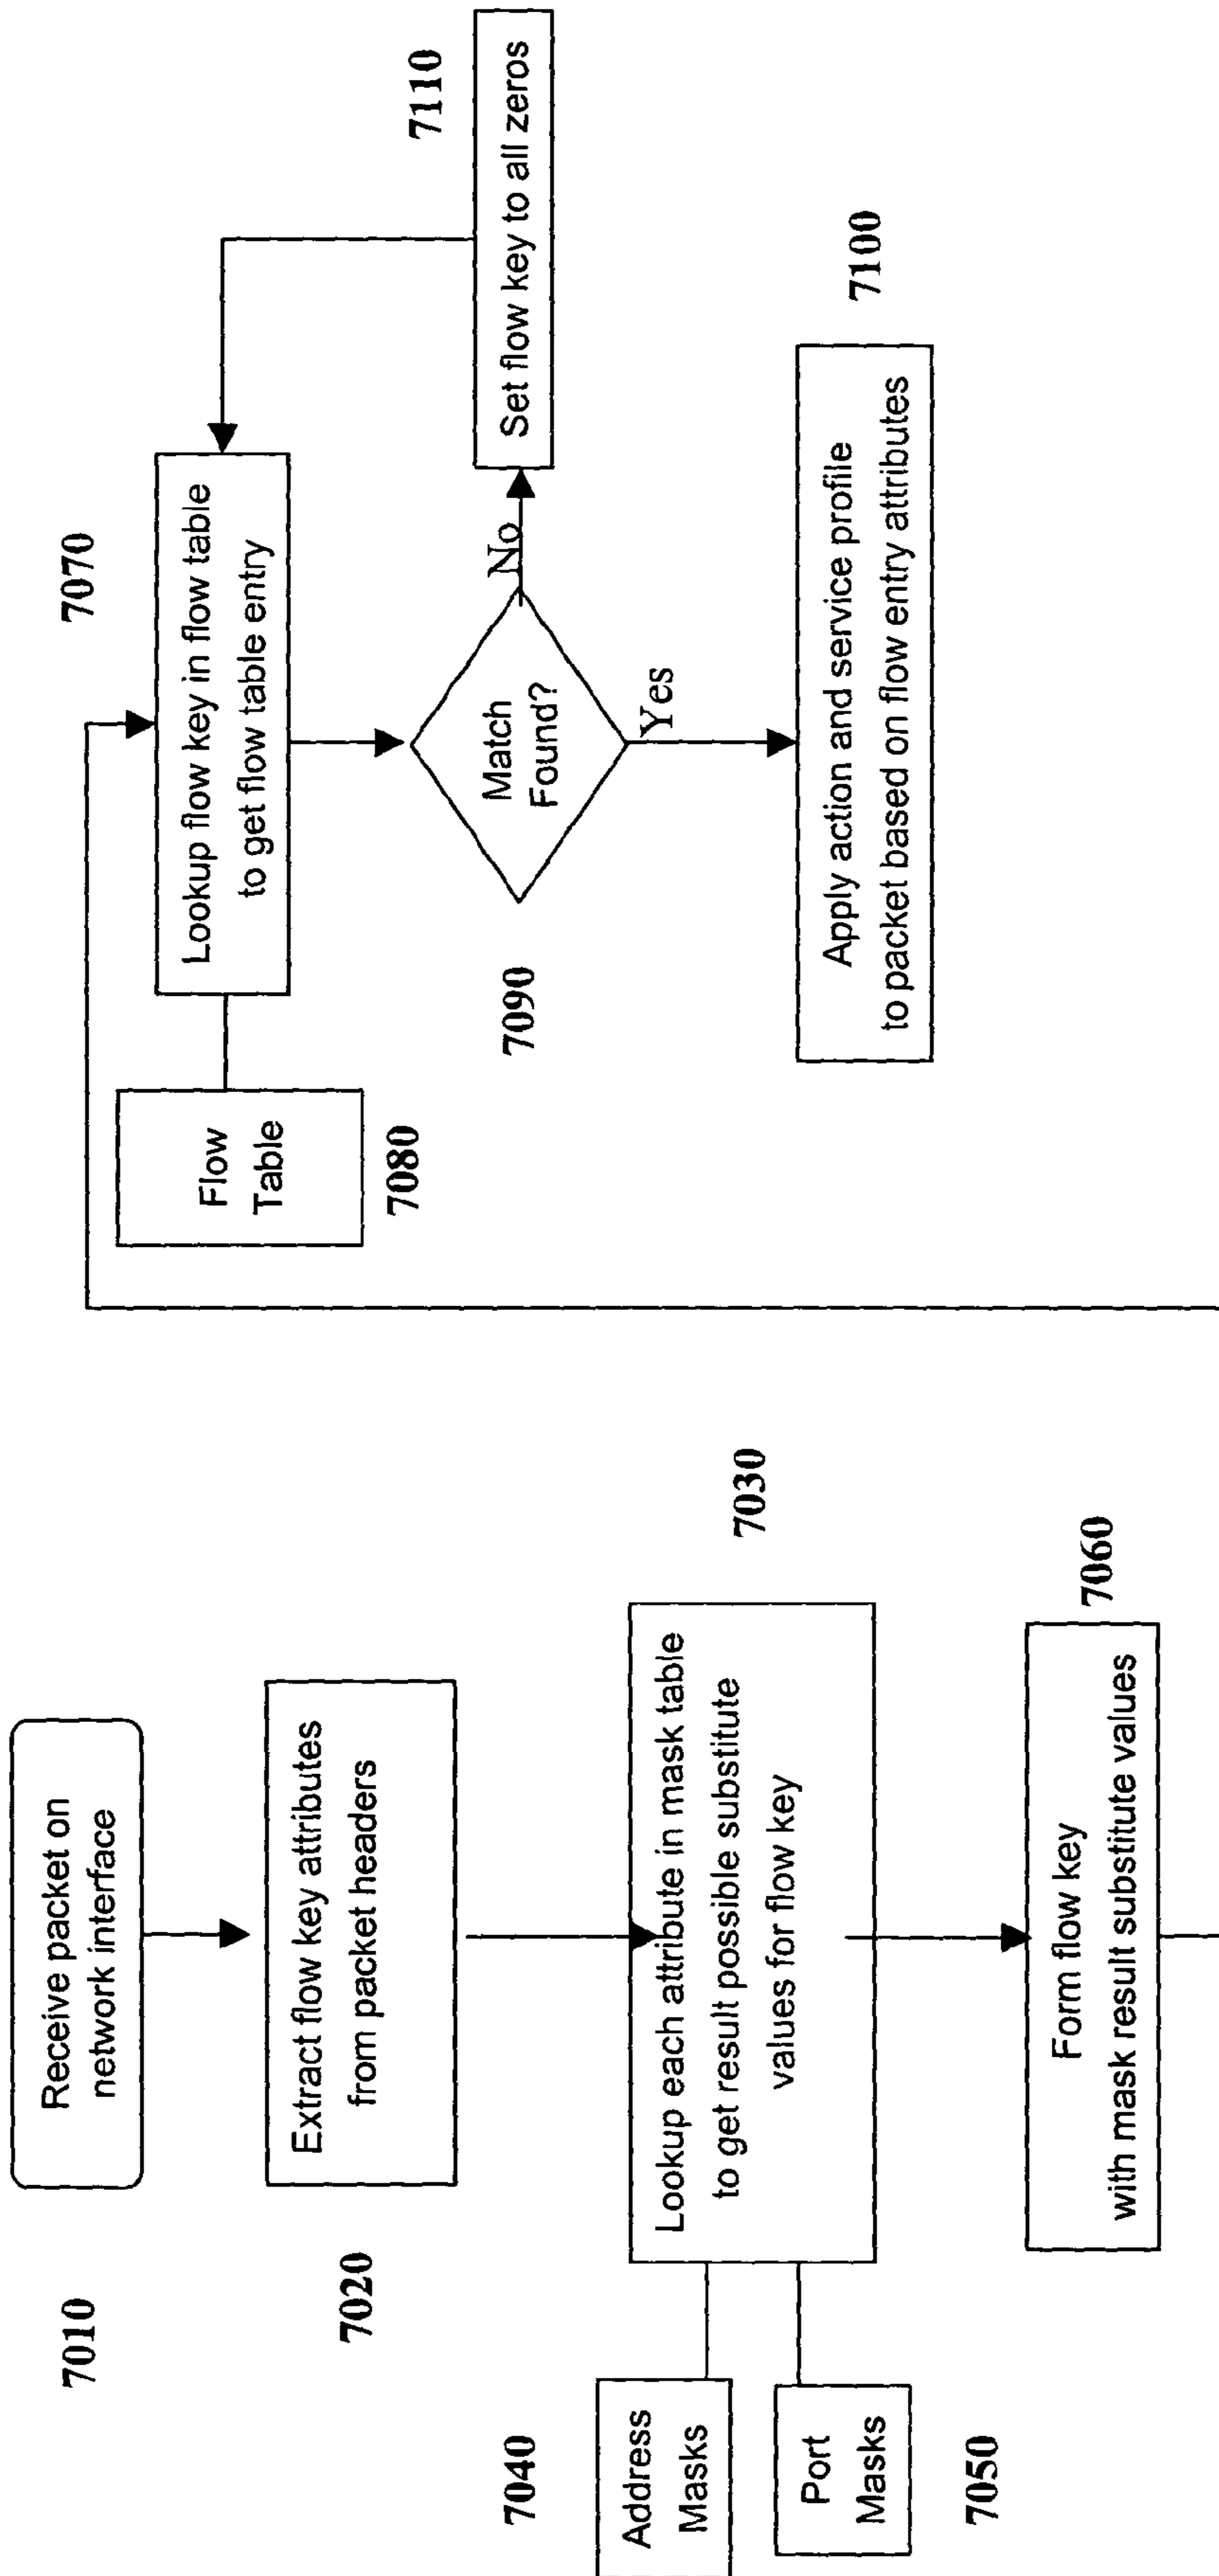 7010
Receive packet on
network interface
7020
Extract flow key attributes
from packet headers
7030
Lookup each attribute in mask table
to get result possible substitute
values for flow key
7040
Address
Masks
Port
Masks
7050
7060
Form flow key
with mask result substitute values
7070
Lookup flow key in flow table
to get flow table entry
Flow
Table
7080
7090
Match
Found?
No
Yes
7110
Set flow key to all zeros
7100
Apply action and service profile
to packet based on flow entry attributes